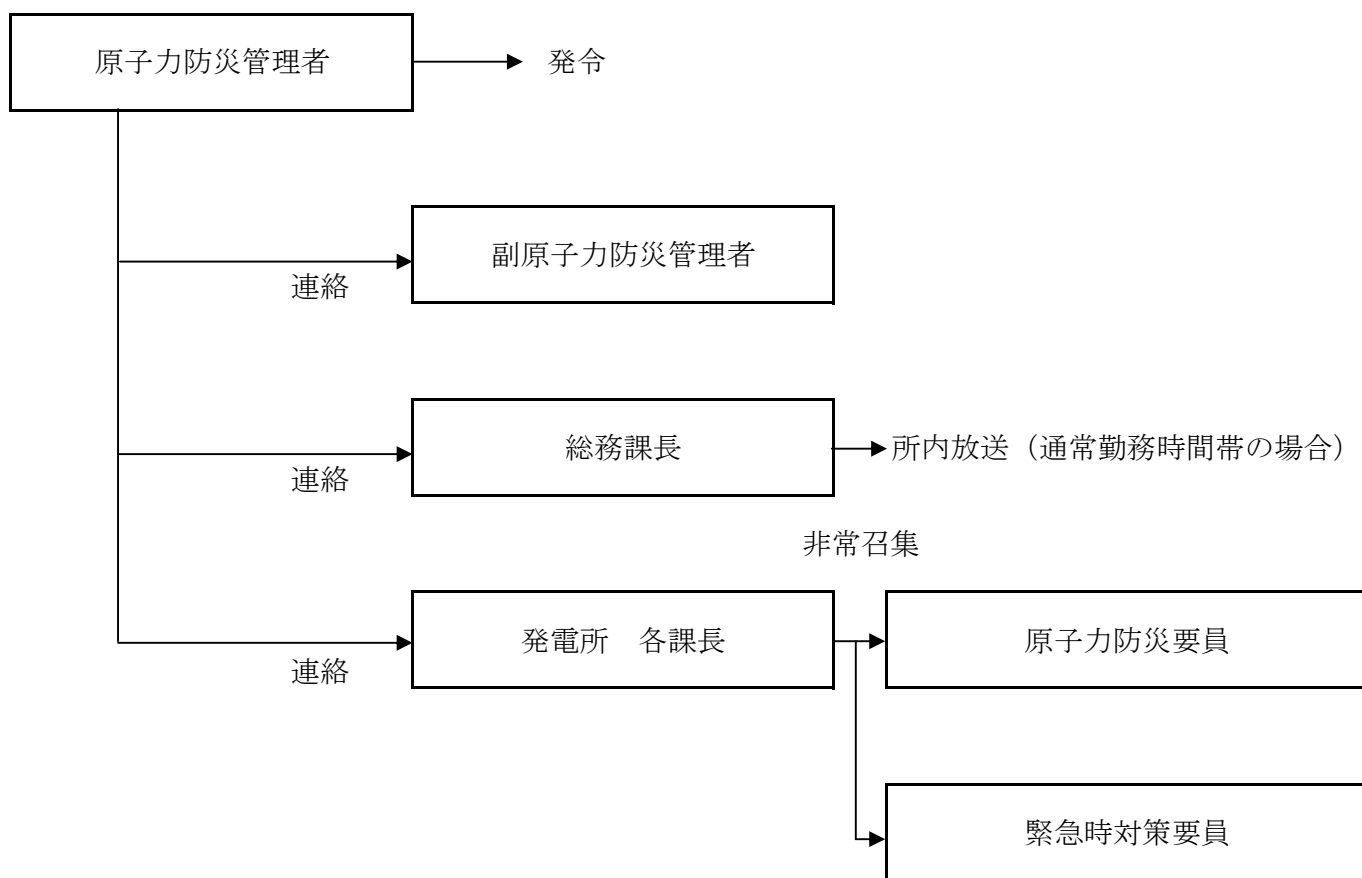 原子力防災管理者
発令
副原子力防災管理者
連絡
総務課長
所内放送（通常勤務時間帯の場合）
連絡
非常召集
発電所　各課長
原子力防災要員
連絡
緊急時対策要員